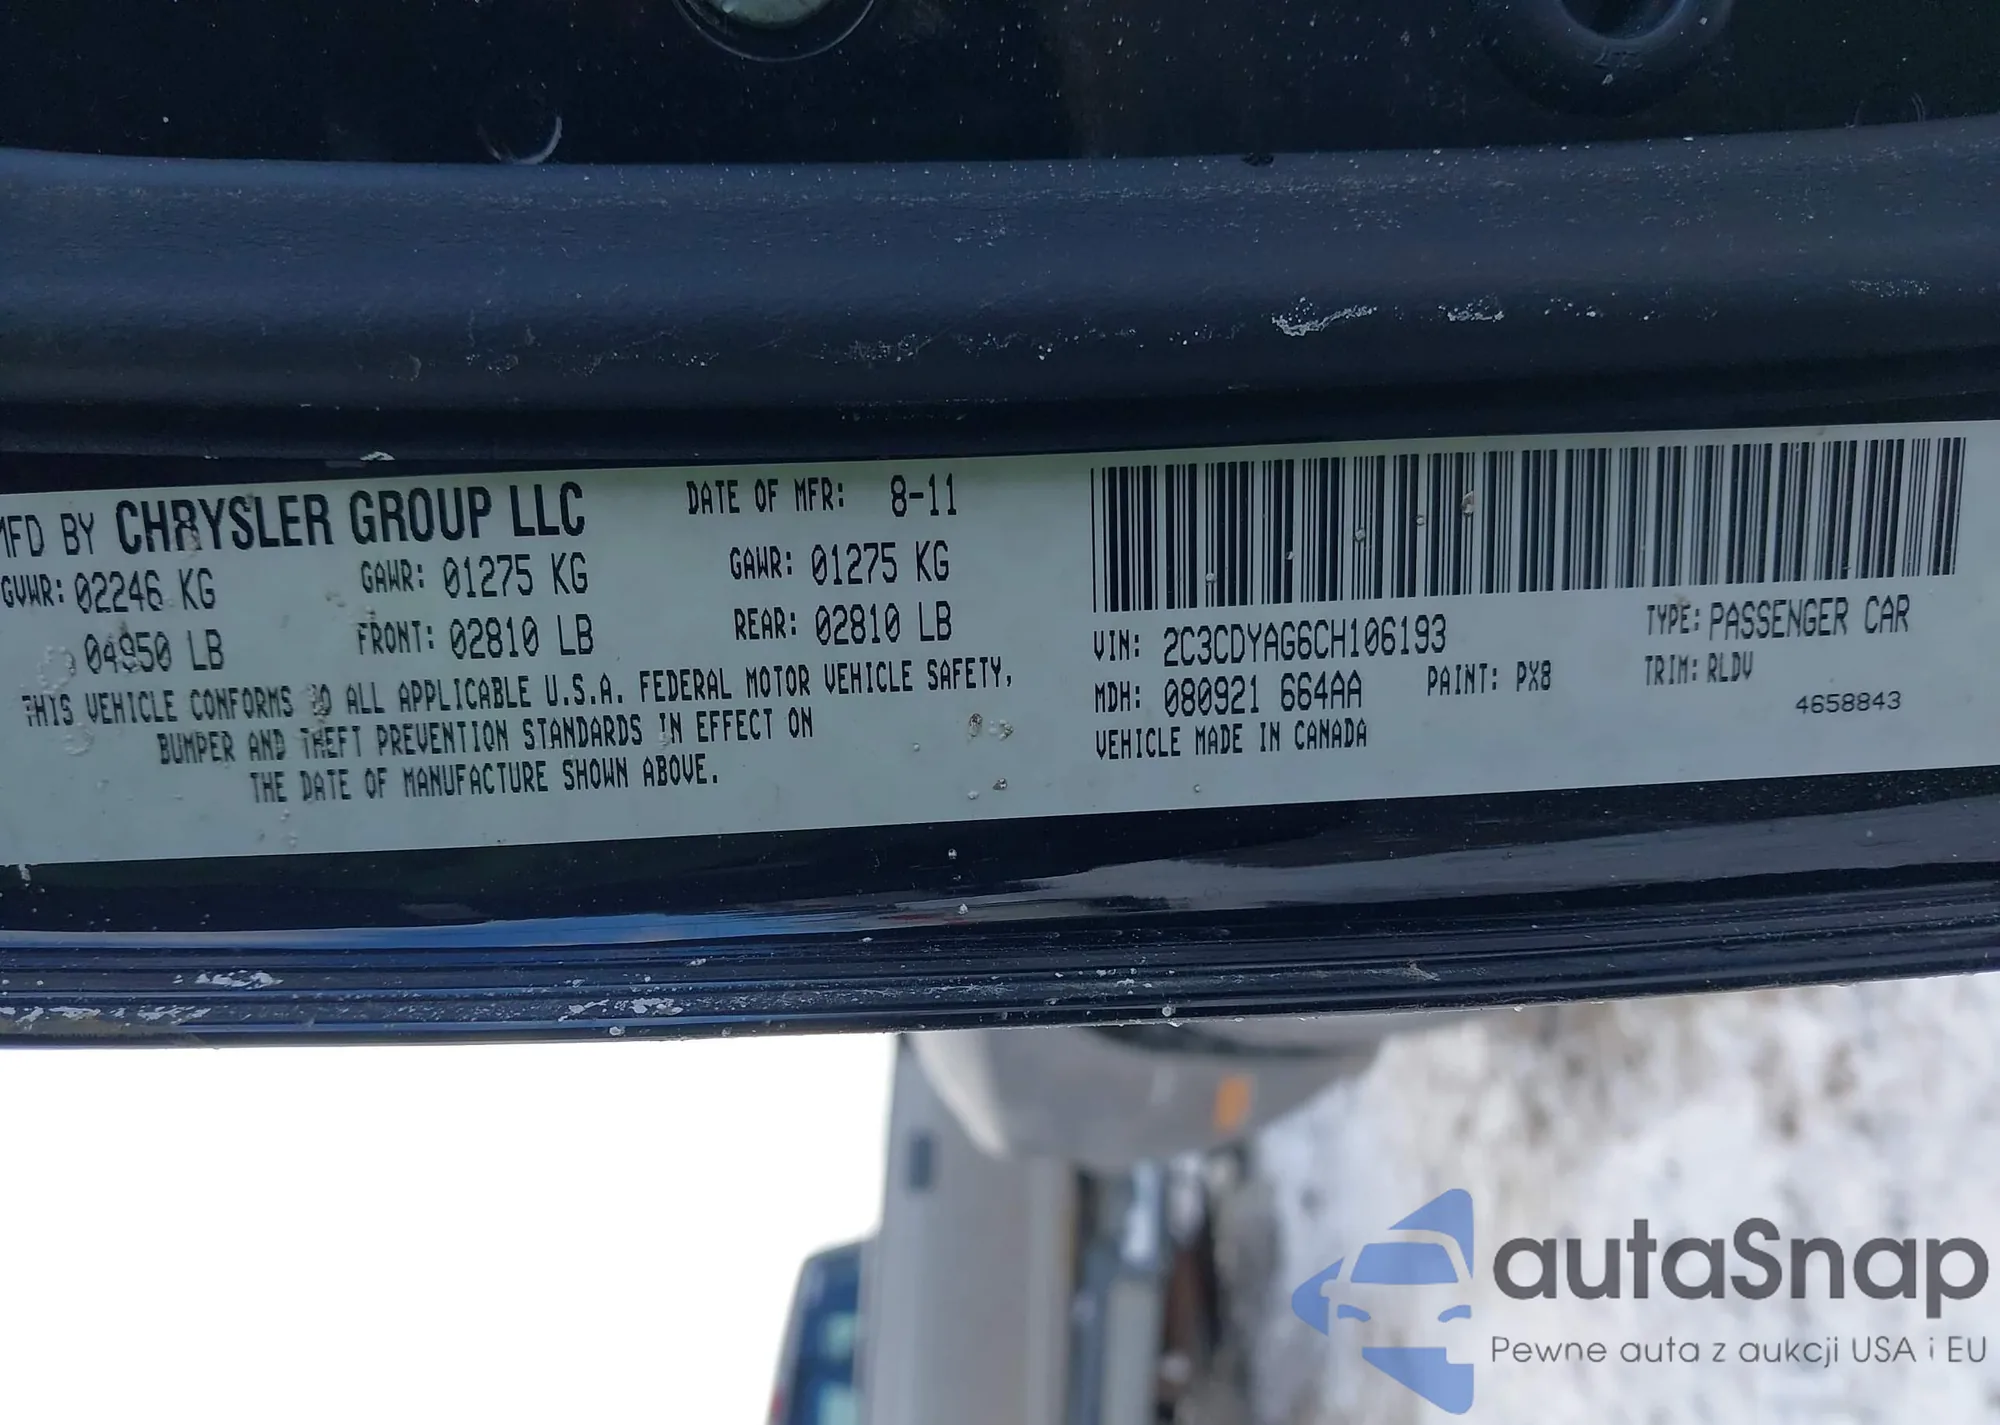 MFD BY CHRYSLER GROUP LLC DATE OF MFR: 8-11
GVWR: 02246 KG GAWR: 01275 KG GAWR: 01275 KG
04950 LB FRONT: 02810 LB REAR: 02810 LB
THIS VEHICLE CONFORMS TO ALL APPLICABLE U.S.A. FEDERAL MOTOR VEHICLE SAFETY,
BUMPER AND THEFT PREVENTION STANDARDS IN EFFECT ON
THE DATE OF MANUFACTURE SHOWN ABOVE.
VIN: 2C3CDYAG6CH106193 TYPE: PASSENGER CAR
MDH: 080921 664AA PAINT: PX8 TRIM: RLDV
VEHICLE MADE IN CANADA 4658843
autaSnap
Pewne auta z aukcji USA i EU